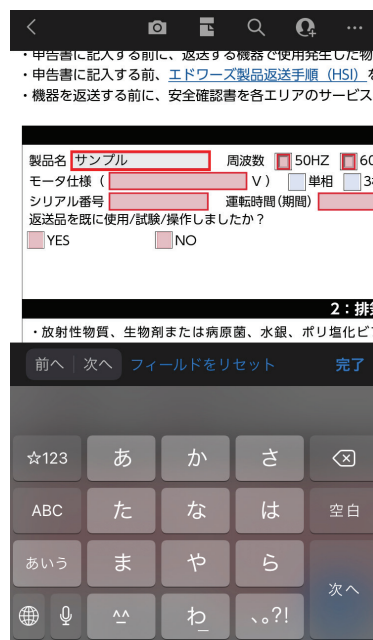 ・申告書に記入する前に、返送する機器で使用発生した物
・申告書に記入する前、エドワーズ製品返送手順（HSI）を
・機器を返送する前に、安全確認書を各エリアのサービス
製品名 サンプル 周波数 50HZ 60
モータ仕様（ V ） 単相 3
シリアル番号 運転時間(期間)
返送品を既に使用/試験/操作しましたか？
YES NO
2：排
・放射性物質、生物剤または病原菌、水銀、ポリ塩化ビ
前へ 次へ フィールドをリセット 完了
☆123 あ か さ
ABC た な は 空白
あいう ま や ら
次へ
^^ わ 、。?!